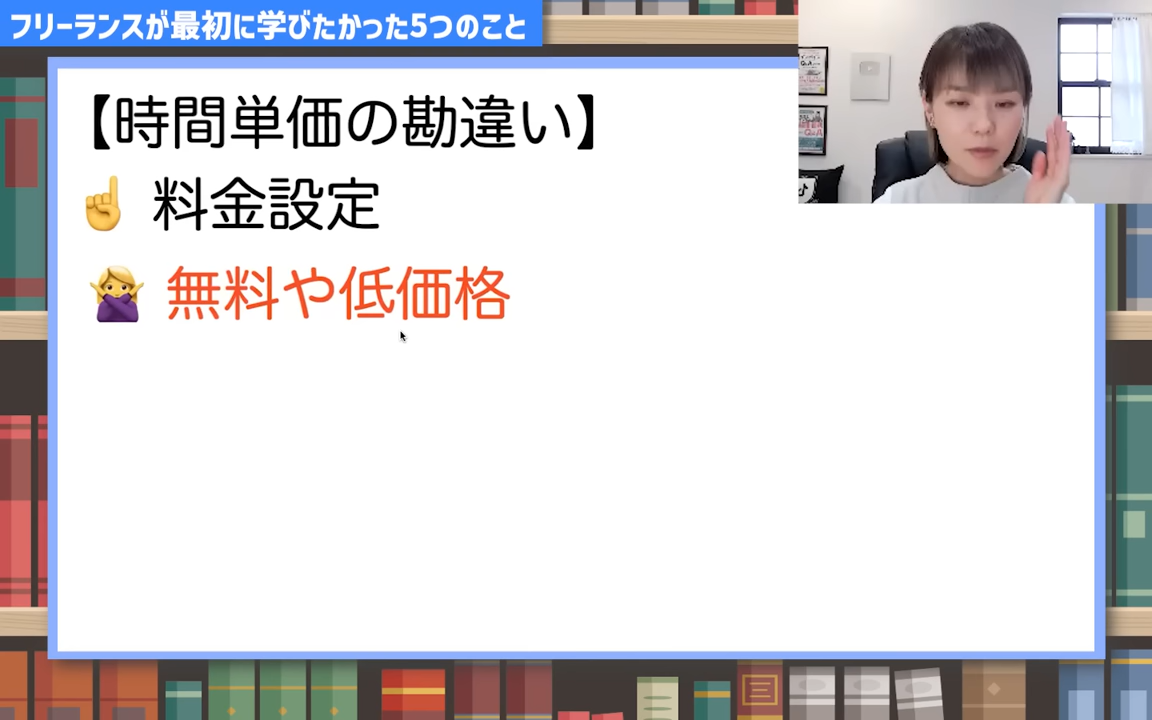 フリーランスが最初に学びたかった5つのこと
【時間単価の勘違い】
☝️ 料金設定
🙅‍♀️ 無料や低価格
Q&A
Q&A